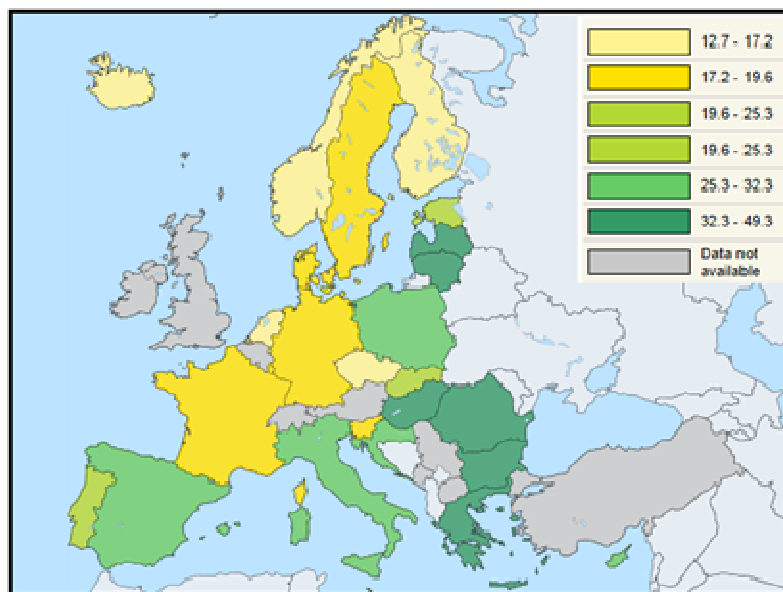 12.7 - 17.2
17.2 - 19.6
19.6 - 25.3
19.6 - 25.3
25.3 - 32.3
32.3 - 49.3
Data not
available